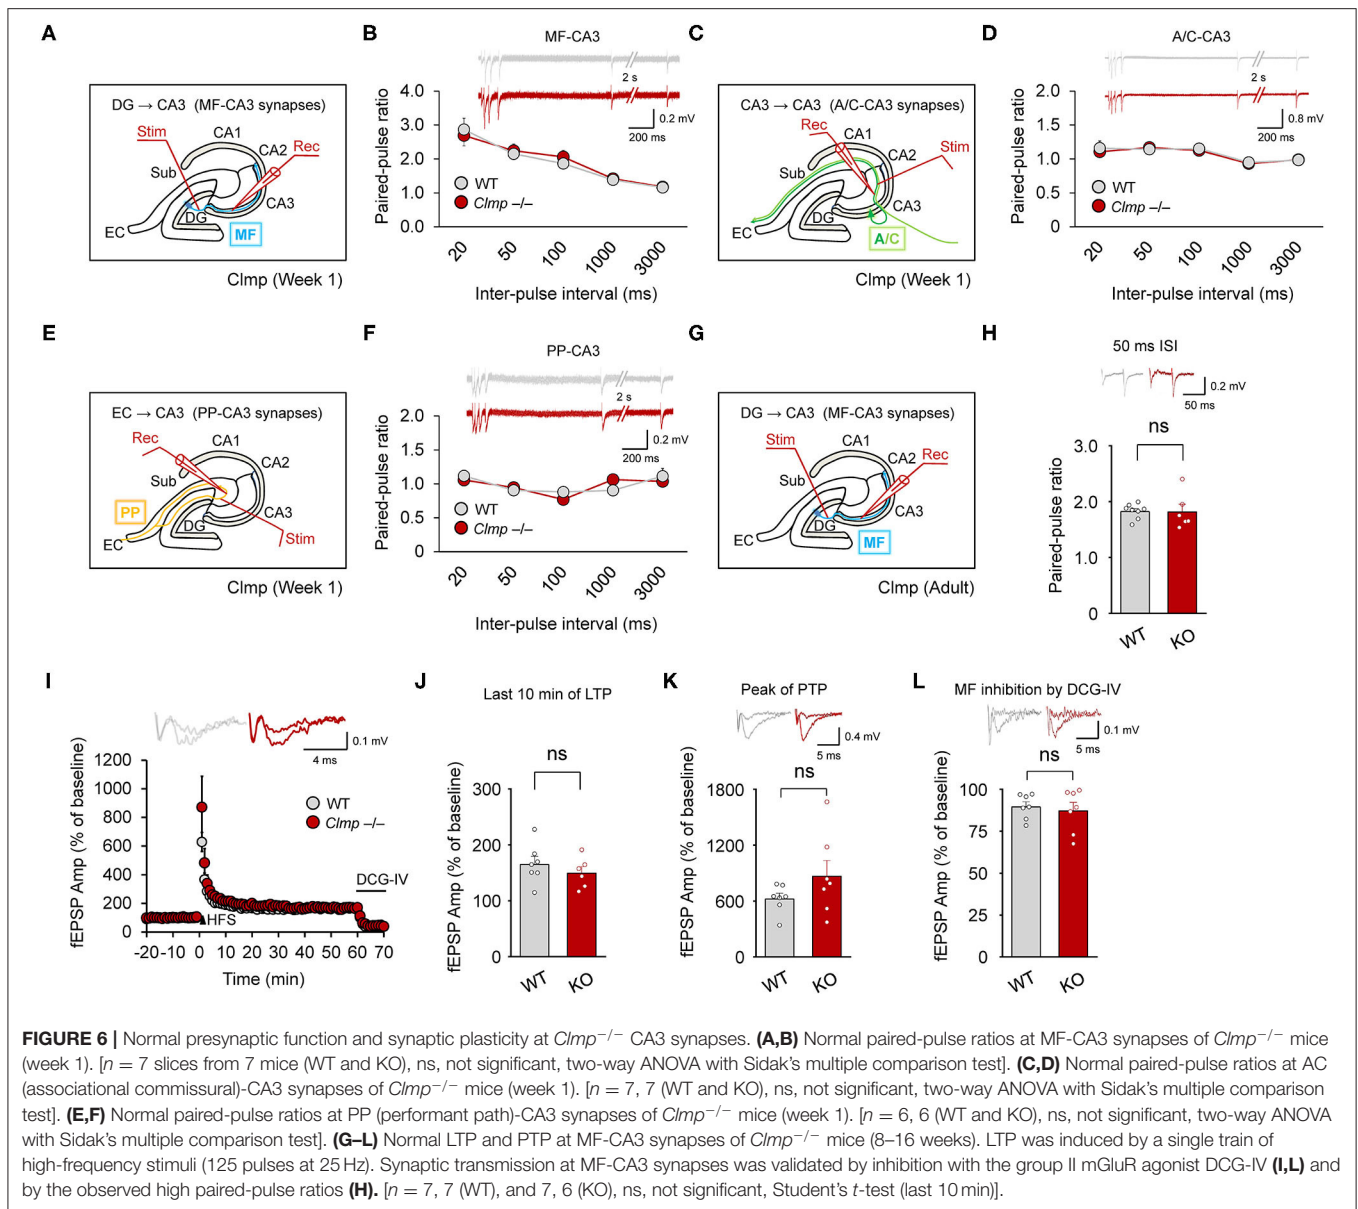 A
DG → CA3 (MF-CA3 synapses)
Stim
CA1
CA2
Rec
Sub
CA3
DG
EC
MF
Clmp (Week 1)
B
MF-CA3
2 s
0.2 mV
200 ms
Paired-pulse ratio
4.0
3.0
2.0
1.0
0.0
WT
Clmp –/–
20
50
100
1000
3000
Inter-pulse interval (ms)
C
CA3 → CA3 (A/C-CA3 synapses)
Rec
CA1
CA2
Stim
Sub
CA3
DG
EC
A/C
Clmp (Week 1)
D
A/C-CA3
2 s
0.8 mV
200 ms
Paired-pulse ratio
2.0
1.5
1.0
0.5
0
WT
Clmp –/–
20
50
100
1000
3000
Inter-pulse interval (ms)
E
EC → CA3 (PP-CA3 synapses)
Rec
CA1
CA2
Sub
PP
CA3
DG
EC
Stim
Clmp (Week 1)
F
PP-CA3
2 s
0.2 mV
200 ms
Paired-pulse ratio
2.0
1.5
1.0
0.5
0
WT
Clmp –/–
20
50
100
1000
3000
Inter-pulse interval (ms)
G
DG → CA3 (MF-CA3 synapses)
Stim
CA1
CA2
Rec
Sub
CA3
DG
EC
MF
Clmp (Adult)
H
50 ms ISI
0.2 mV
50 ms
ns
Paired-pulse ratio
3.0
2.0
1.0
0
WT
KO
I
0.1 mV
4 ms
fEPSP Amp (% of baseline)
1200
1000
800
600
400
200
0
WT
Clmp –/–
DCG-IV
HFS
-20 -10 0 10 20 30 40 50 60 70
Time (min)
J
Last 10 min of LTP
ns
fEPSP Amp (% of baseline)
300
200
100
0
WT
KO
K
Peak of PTP
0.4 mV
5 ms
ns
fEPSP Amp (% of baseline)
1800
1200
600
0
WT
KO
L
MF inhibition by DCG-IV
0.1 mV
5 ms
ns
fEPSP Amp (% of baseline)
100
75
50
25
0
WT
KO
FIGURE 6 | Normal presynaptic function and synaptic plasticity at Clmp−/− CA3 synapses. (A,B) Normal paired-pulse ratios at MF-CA3 synapses of Clmp−/− mice
(week 1). [n = 7 slices from 7 mice (WT and KO), ns, not significant, two-way ANOVA with Sidak's multiple comparison test]. (C,D) Normal paired-pulse ratios at AC
(associational commissural)-CA3 synapses of Clmp−/− mice (week 1). [n = 7, 7 (WT and KO), ns, not significant, two-way ANOVA with Sidak's multiple comparison
test]. (E,F) Normal paired-pulse ratios at PP (performant path)-CA3 synapses of Clmp−/− mice (week 1). [n = 6, 6 (WT and KO), ns, not significant, two-way ANOVA
with Sidak's multiple comparison test]. (G–L) Normal LTP and PTP at MF-CA3 synapses of Clmp−/− mice (8–16 weeks). LTP was induced by a single train of
high-frequency stimuli (125 pulses at 25 Hz). Synaptic transmission at MF-CA3 synapses was validated by inhibition with the group II mGluR agonist DCG-IV (I,L) and
by the observed high paired-pulse ratios (H). [n = 7, 7 (WT), and 7, 6 (KO), ns, not significant, Student's t-test (last 10 min)].